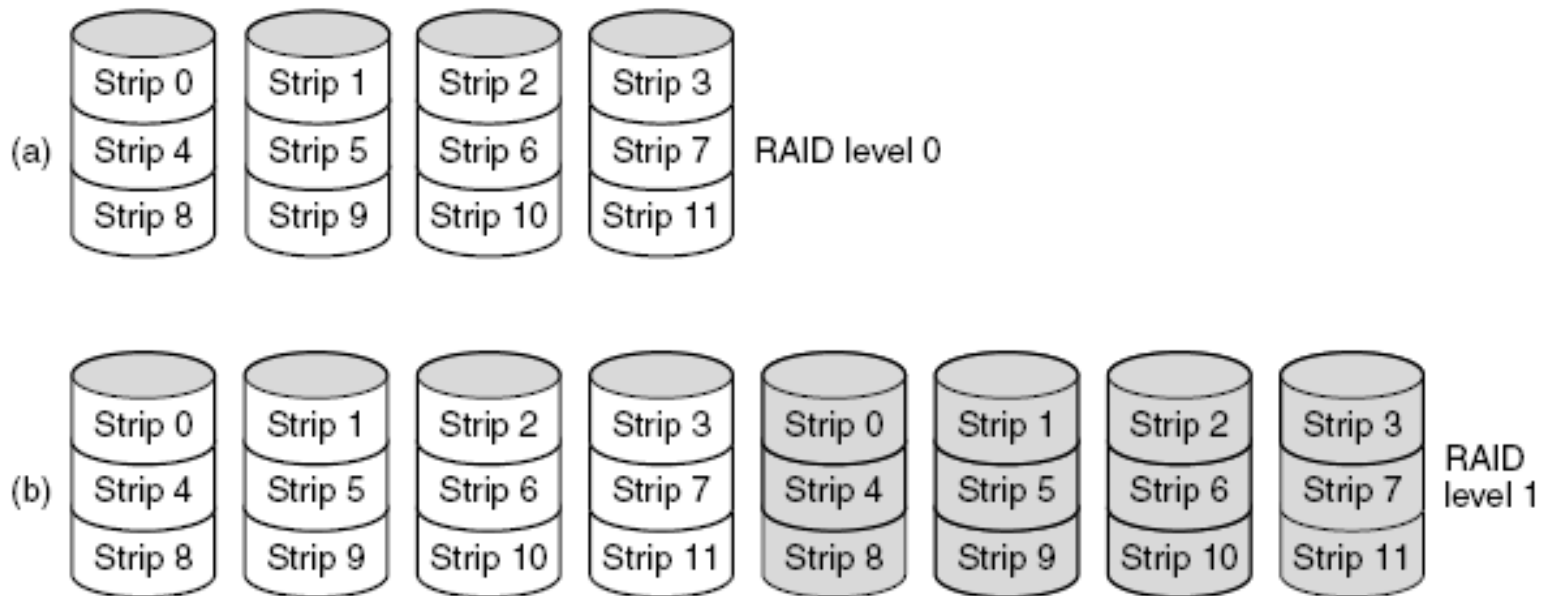 Strip 0 Strip 1 Strip 2 Strip 3
(a) Strip 4 Strip 5 Strip 6 Strip 7 RAID level 0
Strip 8 Strip 9 Strip 10 Strip 11
Strip 0 Strip 1 Strip 2 Strip 3 Strip 0 Strip 1 Strip 2 Strip 3
(b) Strip 4 Strip 5 Strip 6 Strip 7 Strip 4 Strip 5 Strip 6 Strip 7 RAID
level 1
Strip 8 Strip 9 Strip 10 Strip 11 Strip 8 Strip 9 Strip 10 Strip 11